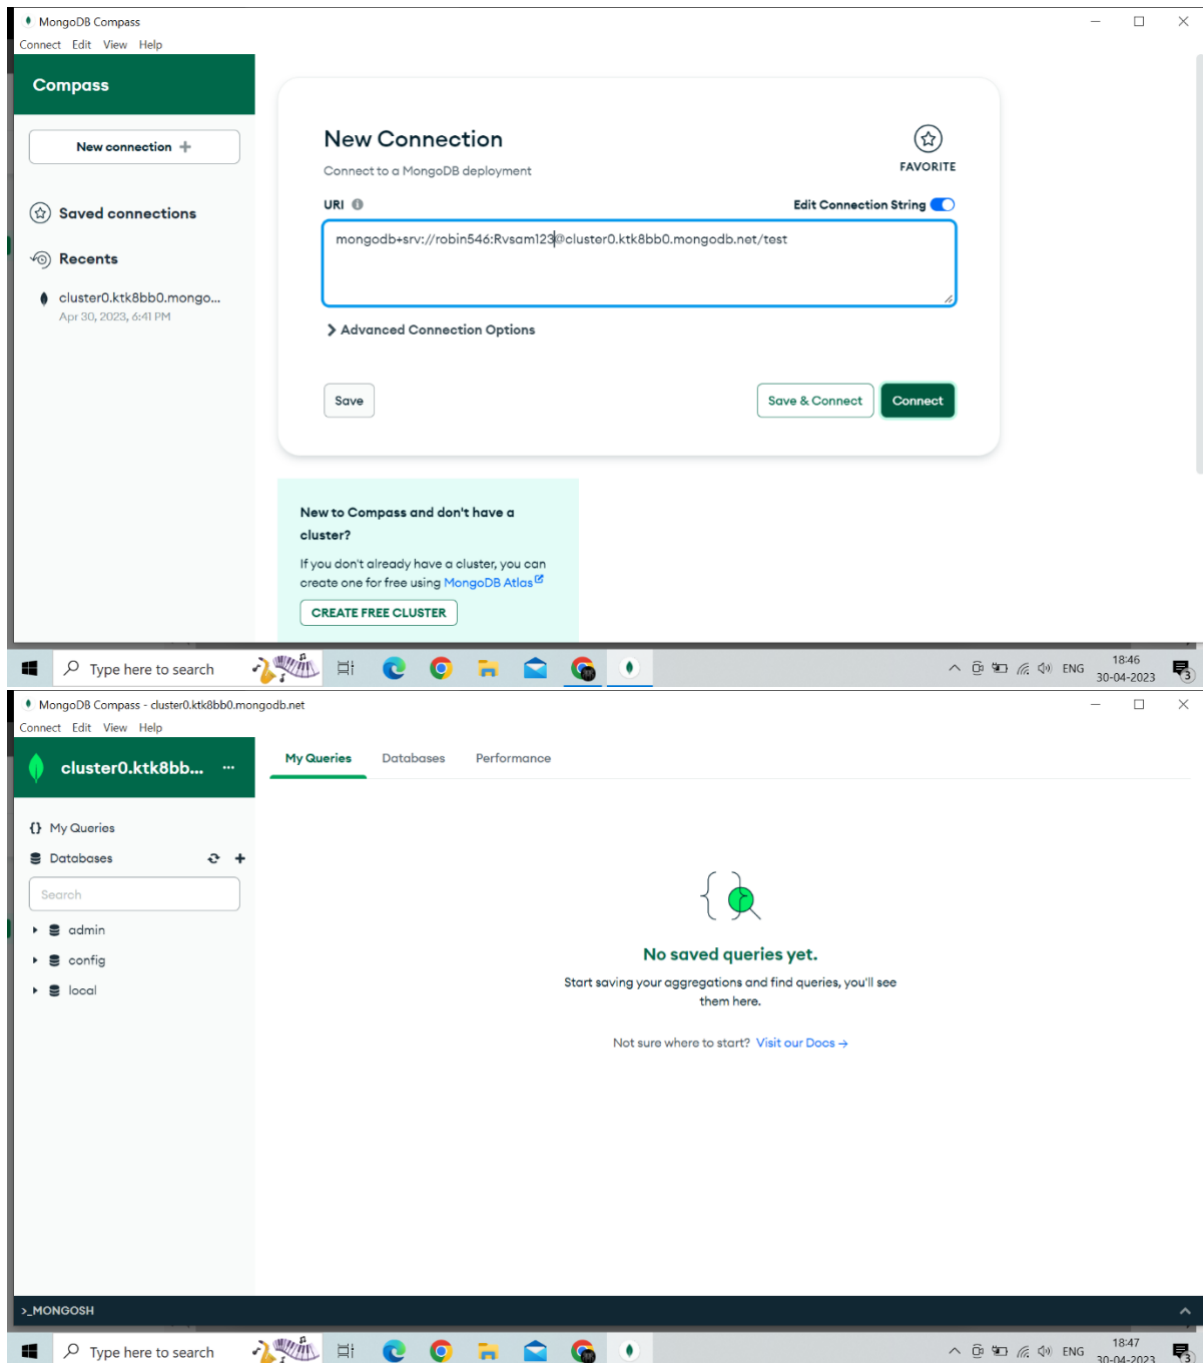 MongoDB Compass
Connect Edit View Help
Compass
New connection
New Connection
Connect to a MongoDB deployment
FAVORITE
URI
Edit Connection String
mongodb+srv://robin546:Rvsam123@cluster0.ktk8bb0.mongodb.net/test
Saved connections
Recents
cluster0.ktk8bb0.mongo...
Apr 30, 2023, 6:41 PM
Advanced Connection Options
Save
Save & Connect
Connect
New to Compass and don't have a
cluster?
If you don't already have a cluster, you can
create one for free using MongoDB Atlas
CREATE FREE CLUSTER
Type here to search
ENG
18:46
30-04-2023
3
MongoDB Compass - cluster0.ktk8bb0.mongodb.net
Connect Edit View Help
cluster0.ktk8bb... ...
My Queries Databases Performance
{} My Queries
Databases
Search
admin
config
local
No saved queries yet.
Start saving your aggregations and find queries, you'll see
them here.
Not sure where to start? Visit our Docs →
>_MONGOSH
Type here to search
ENG
18:47
30-04-2023
3